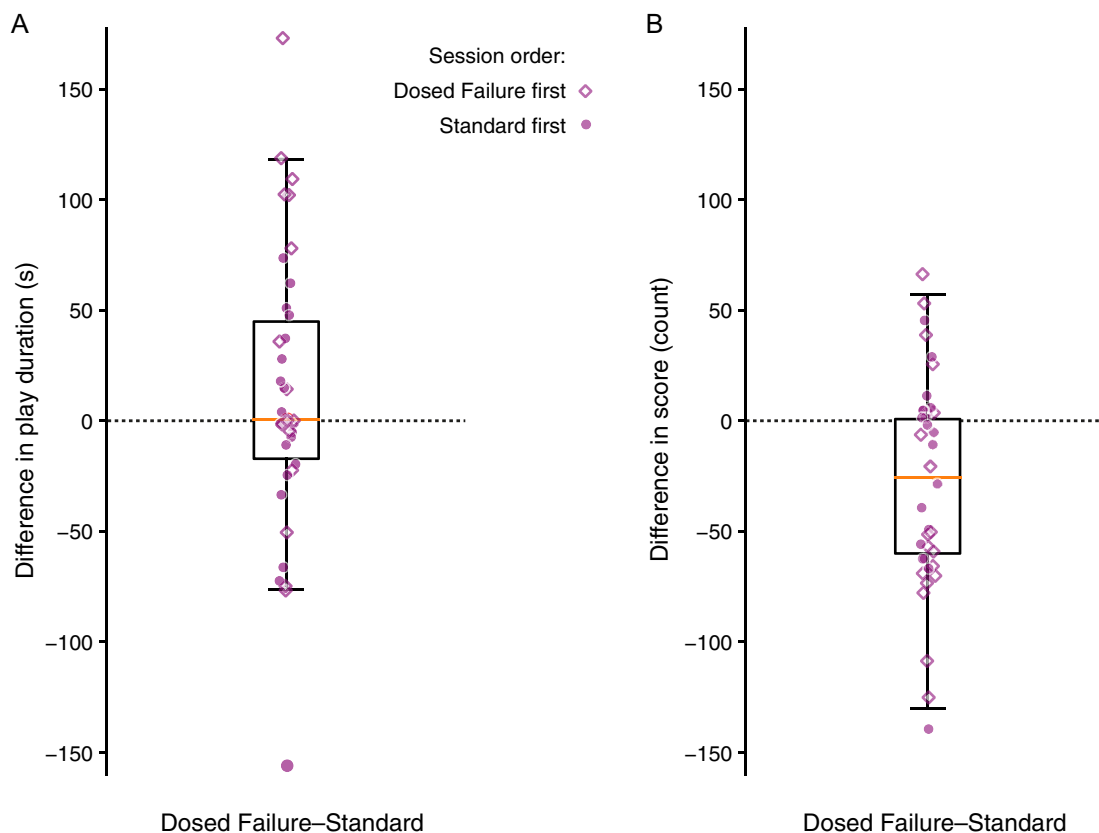 A
Session order:
Dosed Failure first
Standard first
Difference in play duration (s)
150
100
50
0
−50
−100
−150
Dosed Failure–Standard
B
Difference in score (count)
150
100
50
0
−50
−100
−150
Dosed Failure–Standard